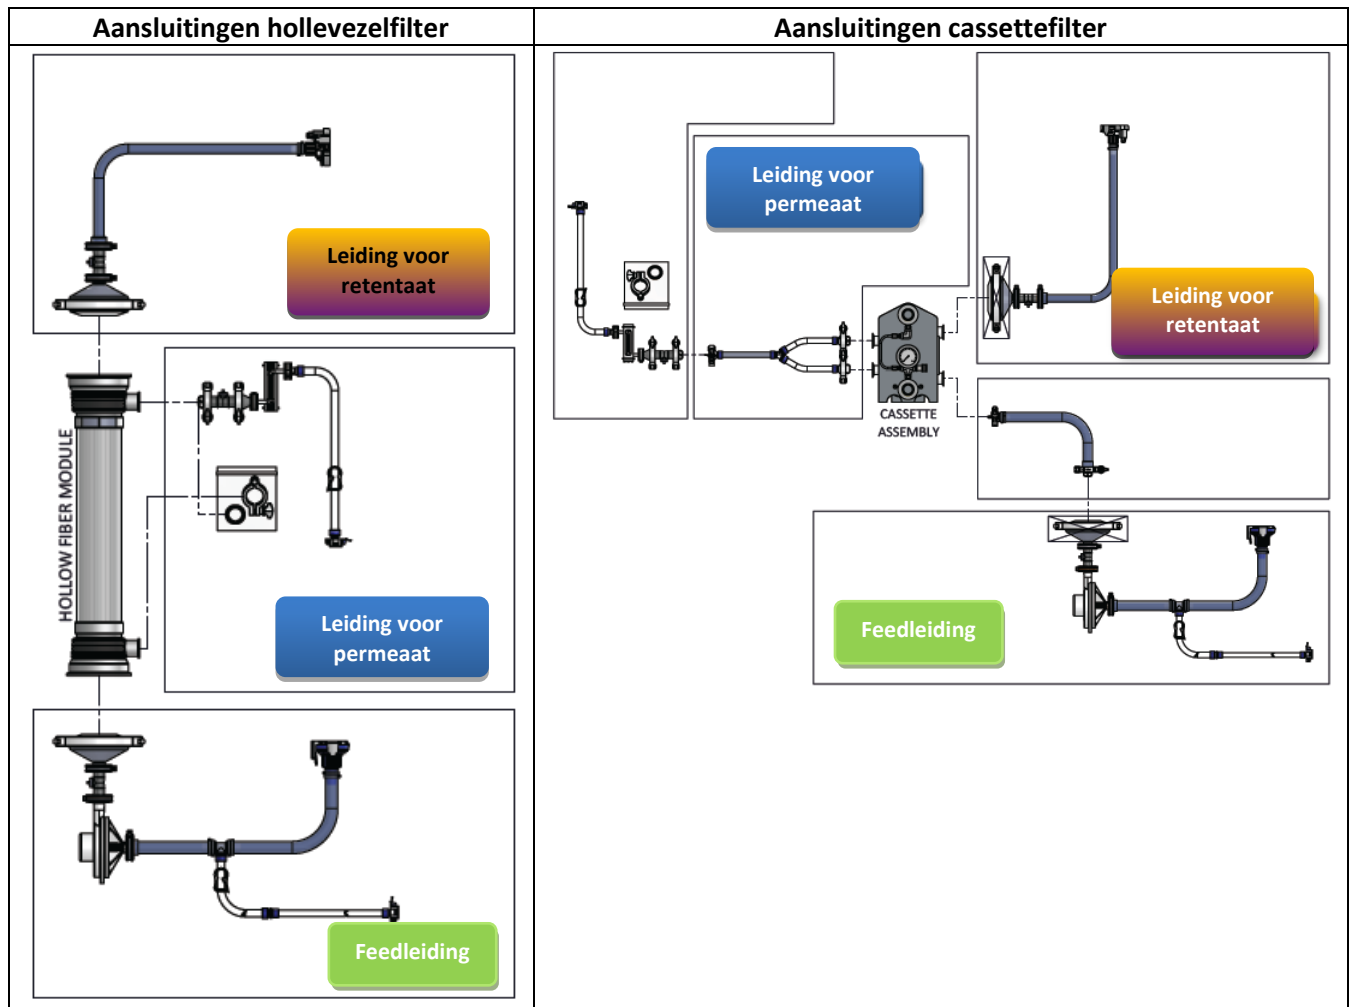 Aansluitingen hollevezelfilter
Aansluitingen cassettefilter
Leiding voor
retentaat
HOLLOW FIBER MODULE
Leiding voor
permeaat
Feedleiding
Leiding voor
permeaat
Leiding voor
retentaat
CASSETTE
ASSEMBLY
Feedleiding